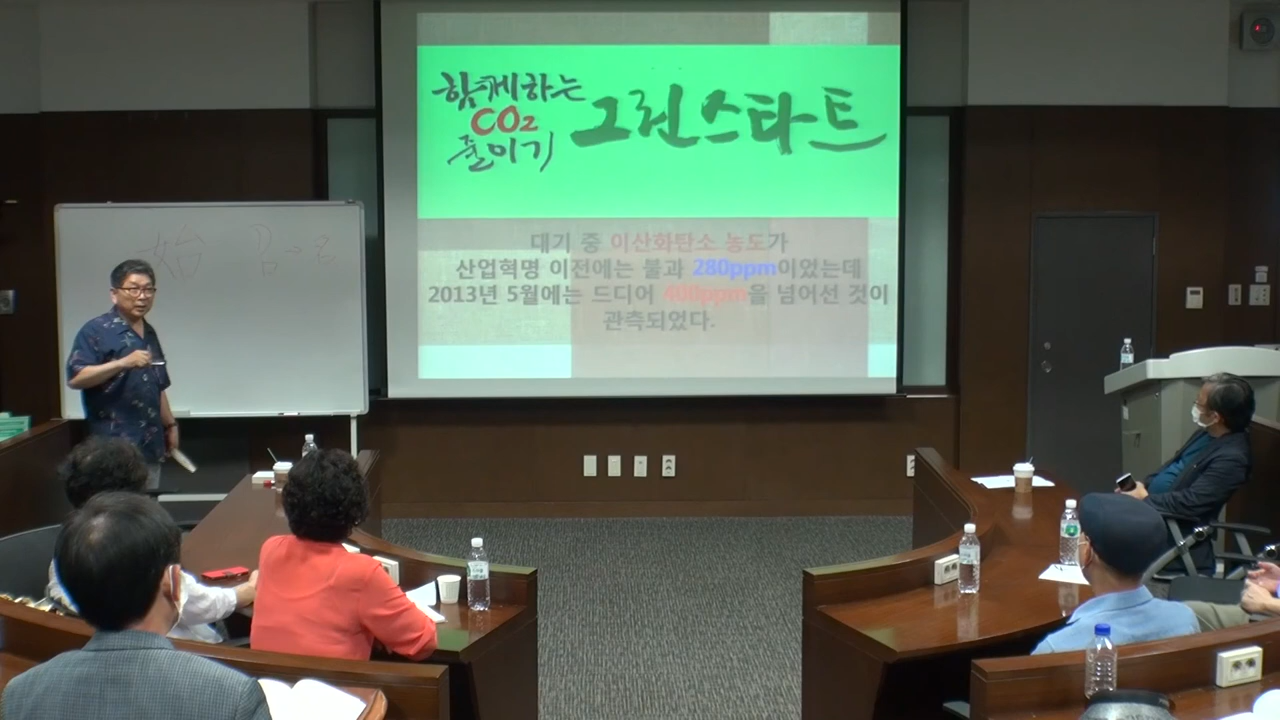 함께하는
CO2
줄이기
그린스타트
대기 중 이산화탄소 농도가
산업혁명 이전에는 불과 280ppm이었는데
2013년 5월에는 드디어 400ppm을 넘어선 것이
관측되었다.
始